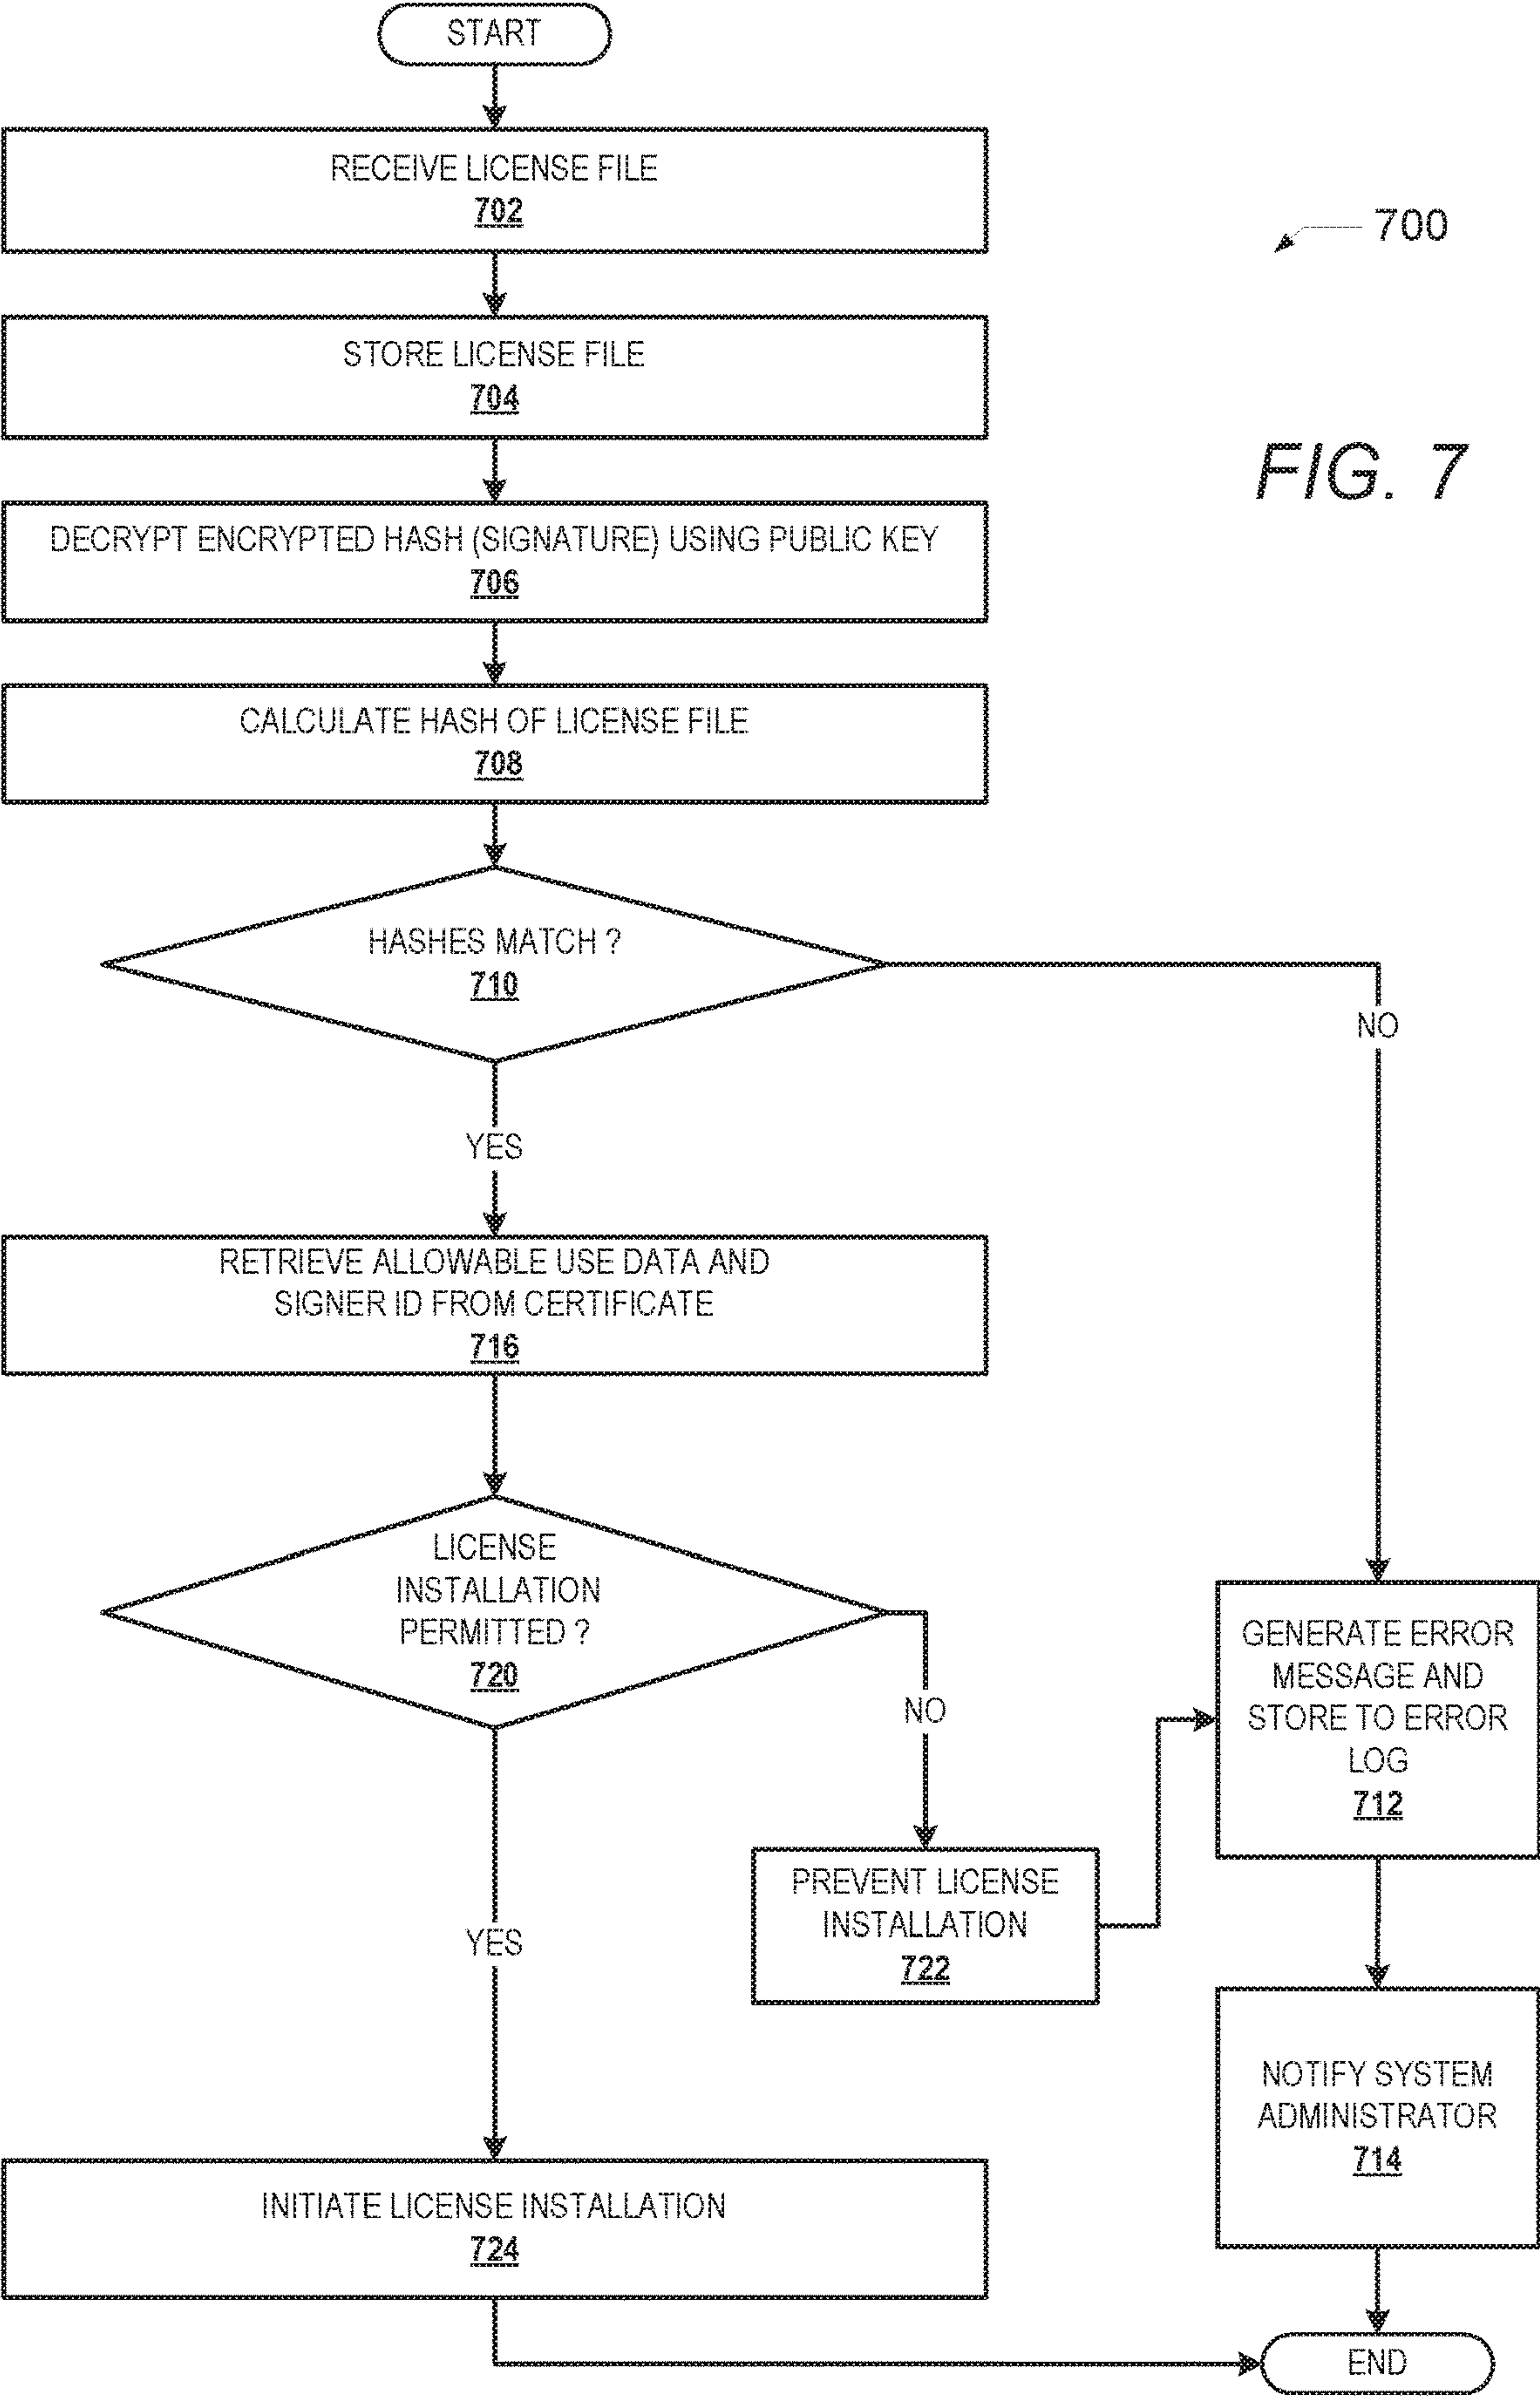 START
RECEIVE LICENSE FILE
702
700
STORE LICENSE FILE
704
FIG. 7
DECRYPT ENCRYPTED HASH (SIGNATURE) USING PUBLIC KEY
706
CALCULATE HASH OF LICENSE FILE
708
HASHES MATCH ?
710
NO
YES
RETRIEVE ALLOWABLE USE DATA AND
SIGNER ID FROM CERTIFICATE
716
LICENSE
INSTALLATION
PERMITTED ?
720
NO
GENERATE ERROR
MESSAGE AND
STORE TO ERROR
LOG
712
PREVENT LICENSE
INSTALLATION
722
YES
NOTIFY SYSTEM
ADMINISTRATOR
714
INITIATE LICENSE INSTALLATION
724
END